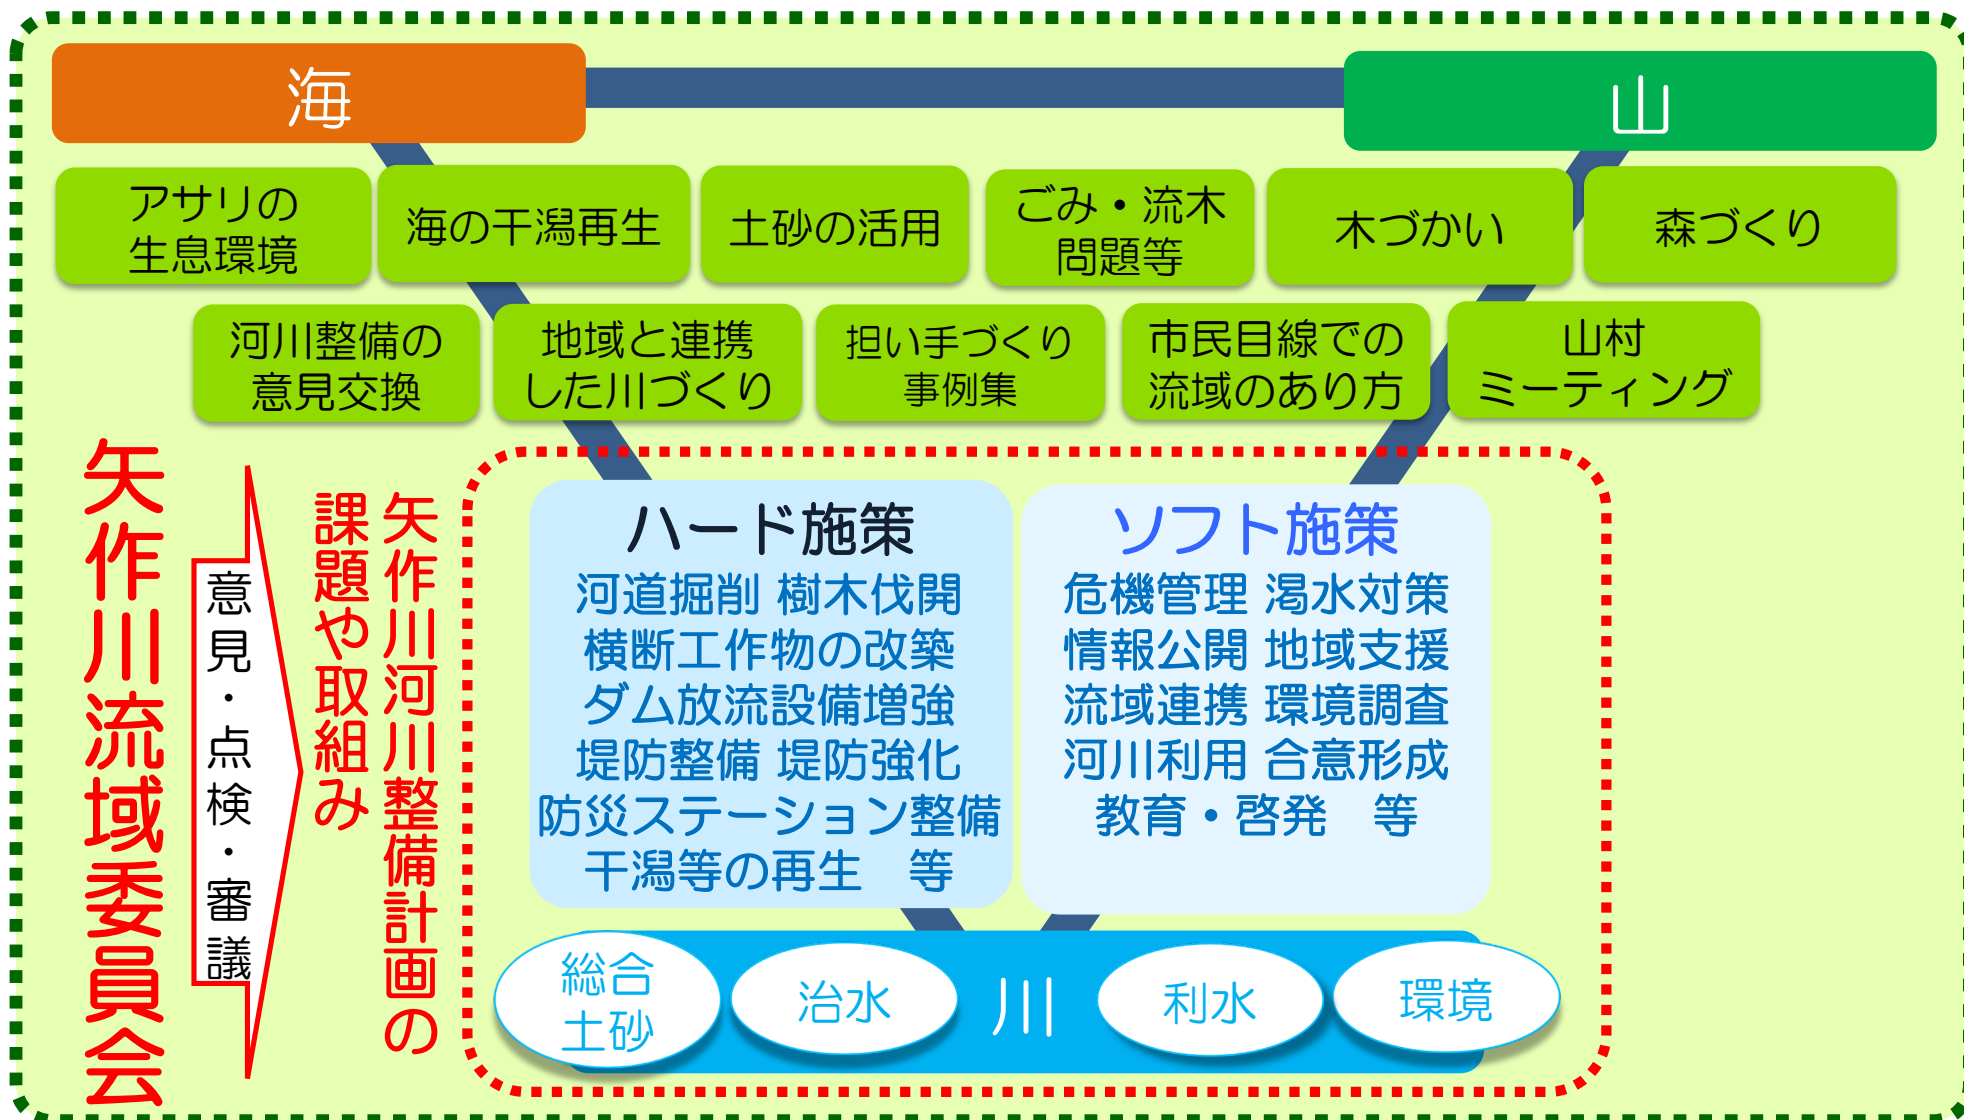 海
山
アサリの
生息環境
海の干潟再生
土砂の活用
ごみ・流木
問題等
木づかい
森づくり
河川整備の
意見交換
地域と連携
した川づくり
担い手づくり
事例集
市民目線での
流域のあり方
山村
ミーティング
矢作川流域委員会
意見・点検・審議
矢作川河川整備計画の
課題や取組み
ハード施策
河道掘削 樹木伐開
横断工作物の改築
ダム放流設備増強
堤防整備 堤防強化
防災ステーション整備
干潟等の再生　等
ソフト施策
危機管理 渇水対策
情報公開 地域支援
流域連携 環境調査
河川利用 合意形成
教育・啓発　等
総合
土砂
治水
川
利水
環境